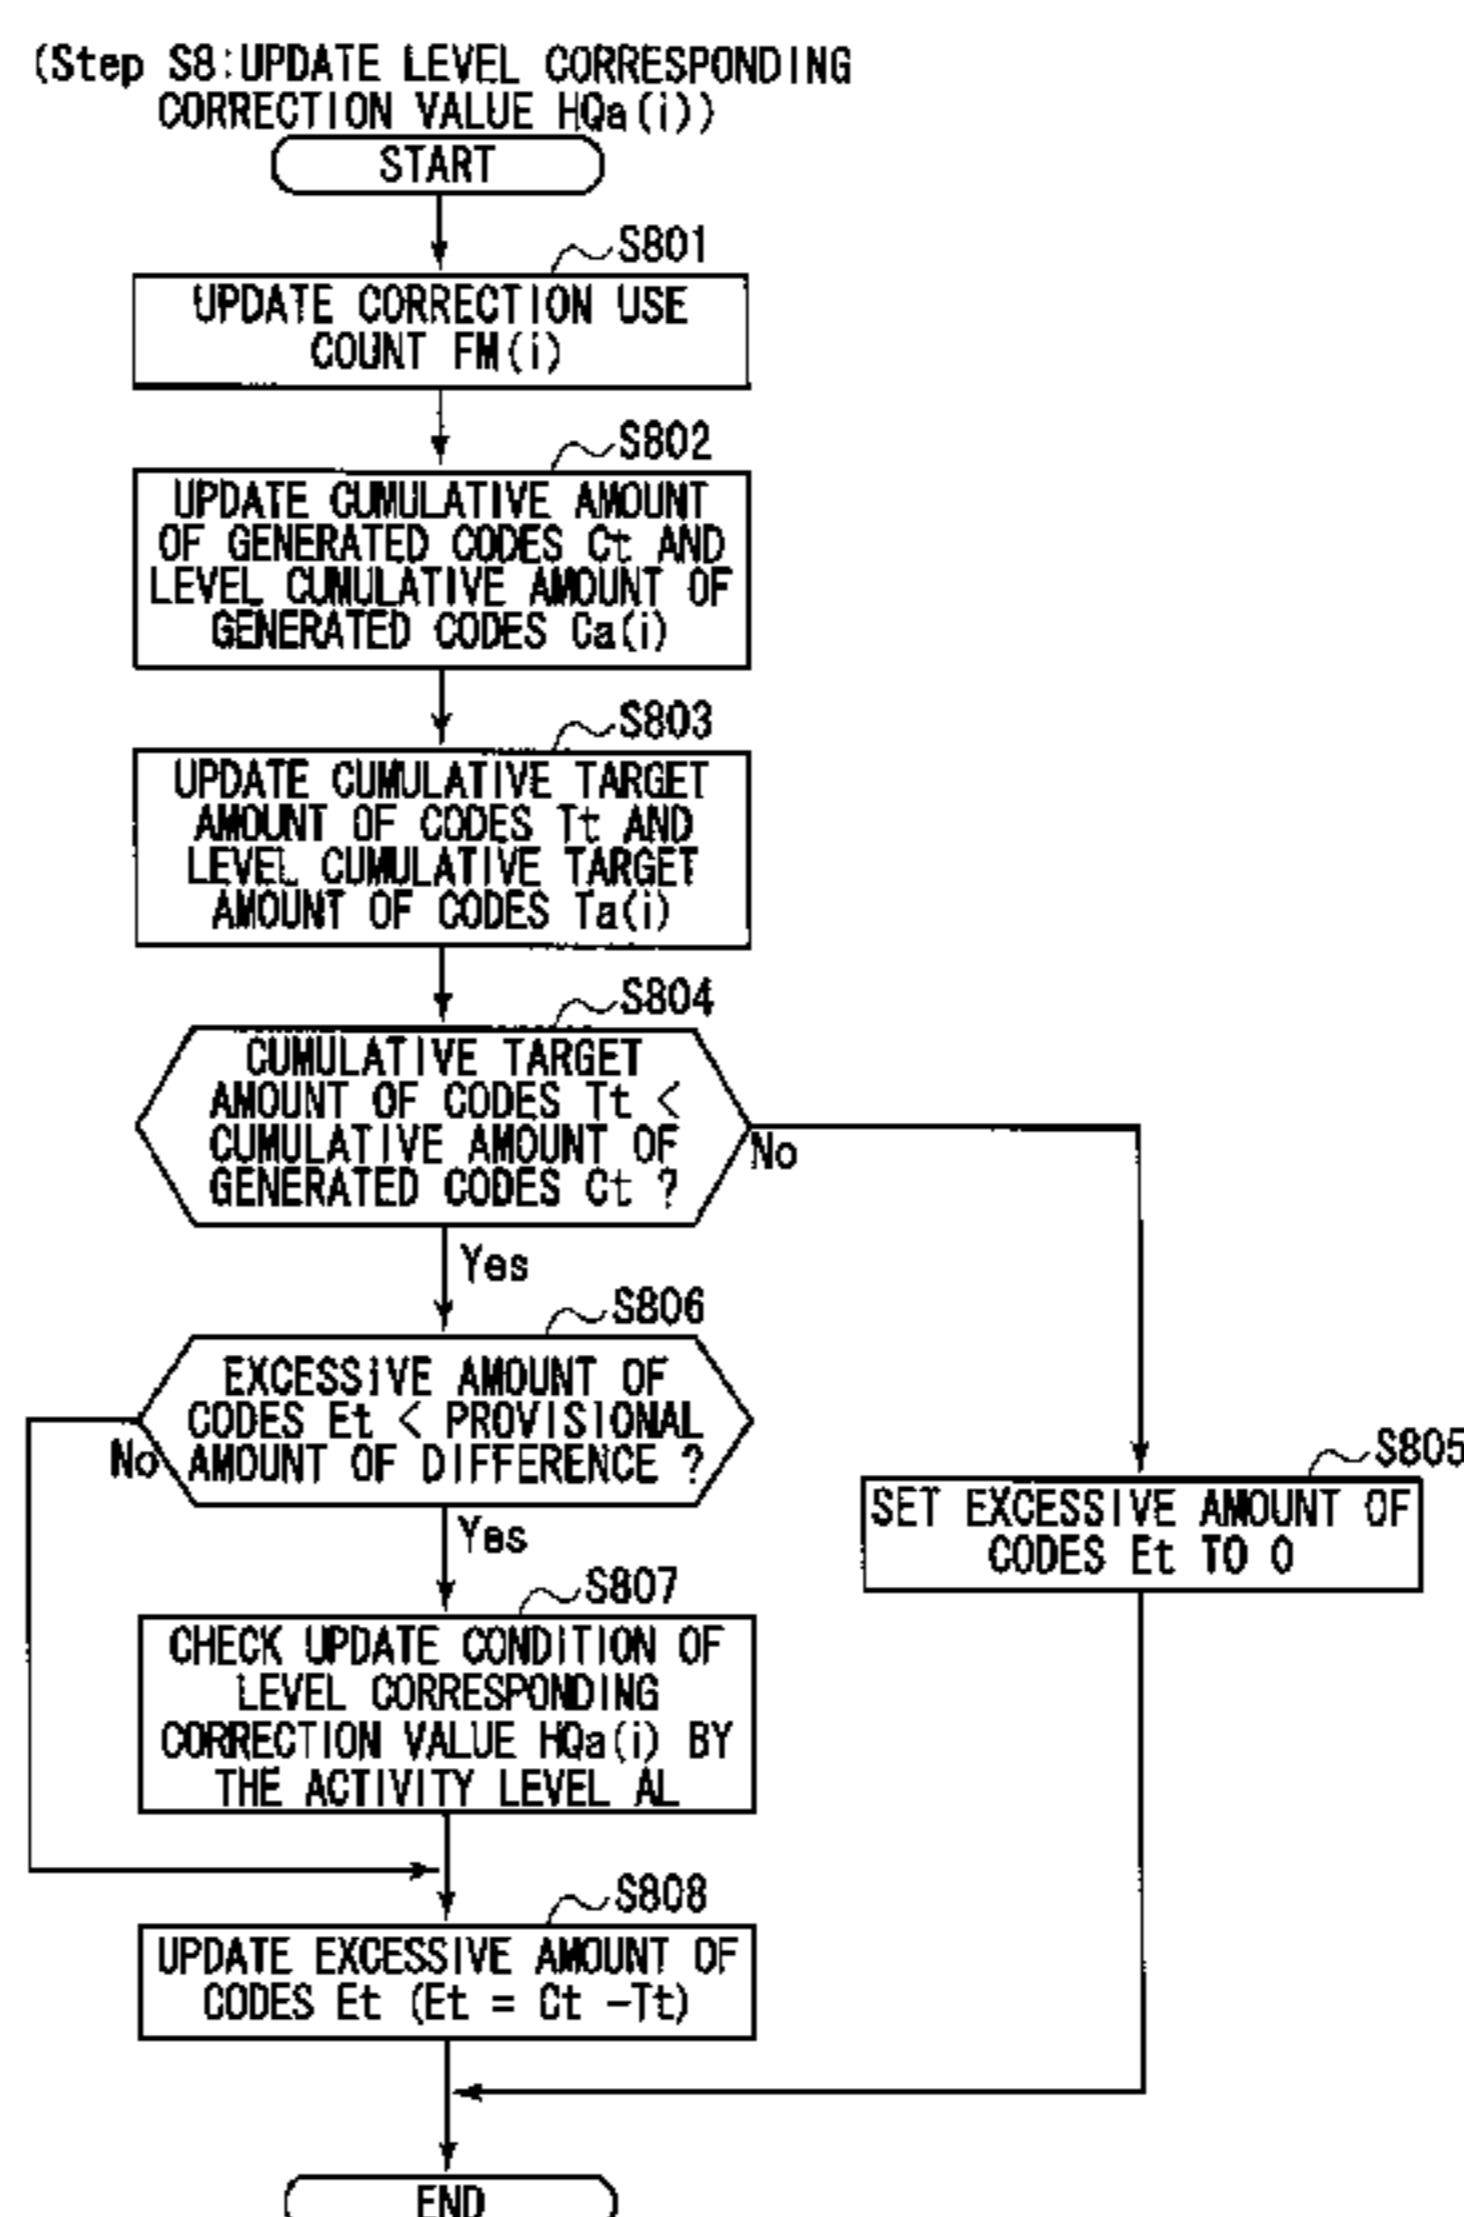 (Step S8:UPDATE LEVEL CORRESPONDING
CORRECTION VALUE HQa(i))
START
S801
UPDATE CORRECTION USE
COUNT FM(i)
S802
UPDATE CUMULATIVE AMOUNT
OF GENERATED CODES Ct AND
LEVEL CUMULATIVE AMOUNT OF
GENERATED CODES Ca(i)
S803
UPDATE CUMULATIVE TARGET
AMOUNT OF CODES Tt AND
LEVEL CUMULATIVE TARGET
AMOUNT OF CODES Ta(i)
S804
CUMULATIVE TARGET
AMOUNT OF CODES Tt <
CUMULATIVE AMOUNT OF
GENERATED CODES Ct ?
No
Yes
S806
EXCESSIVE AMOUNT OF
CODES Et < PROVISIONAL
AMOUNT OF DIFFERENCE ?
No
Yes
S805
SET EXCESSIVE AMOUNT OF
CODES Et TO 0
S807
CHECK UPDATE CONDITION OF
LEVEL CORRESPONDING
CORRECTION VALUE HQa(i) BY
THE ACTIVITY LEVEL AL
S808
UPDATE EXCESSIVE AMOUNT OF
CODES Et (Et = Ct -Tt)
END